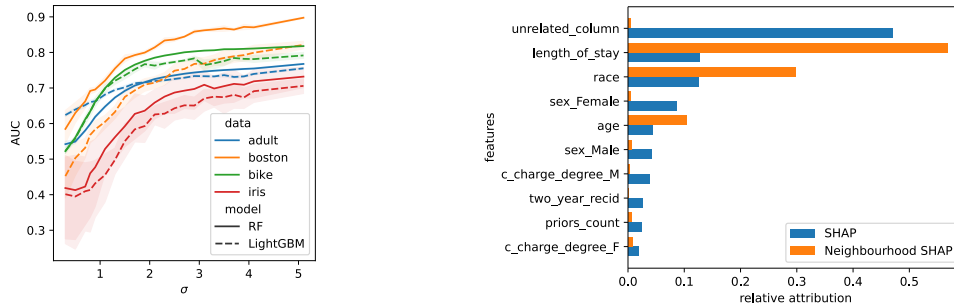 0.9
0.8
0.7
0.6
0.5
0.4
0.3
AUC
data
adult
boston
bike
iris
model
RF
LightGBM
1 2 3 4 5
σ
unrelated_column
length_of_stay
race
sex_Female
age
sex_Male
c_charge_degree_M
two_year_recid
priors_count
c_charge_degree_F
features
SHAP
Neighbourhood SHAP
0.0 0.1 0.2 0.3 0.4 0.5
relative attribution